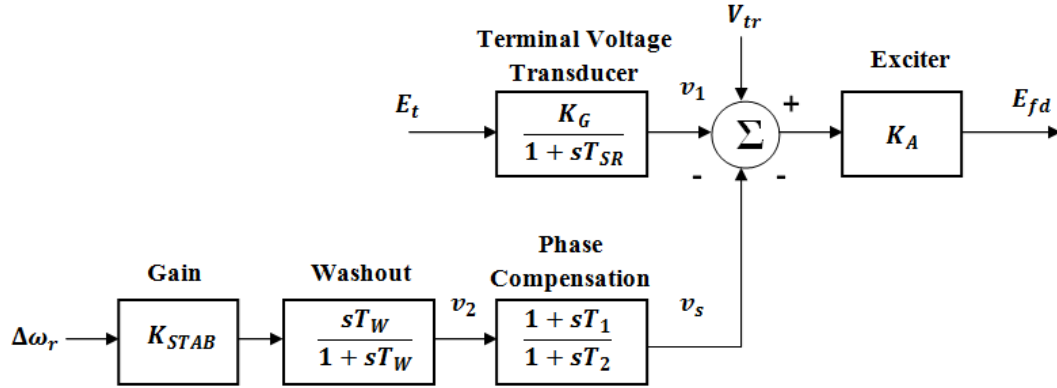 V_tr
Terminal Voltage
Transducer
Exciter
E_t
K_G
1 + sT_SR
v_1
Σ
+
-
-
K_A
E_fd
Phase
Compensation
Gain
Washout
Δω_r
K_STAB
sT_W
1 + sT_W
v_2
1 + sT_1
1 + sT_2
v_s